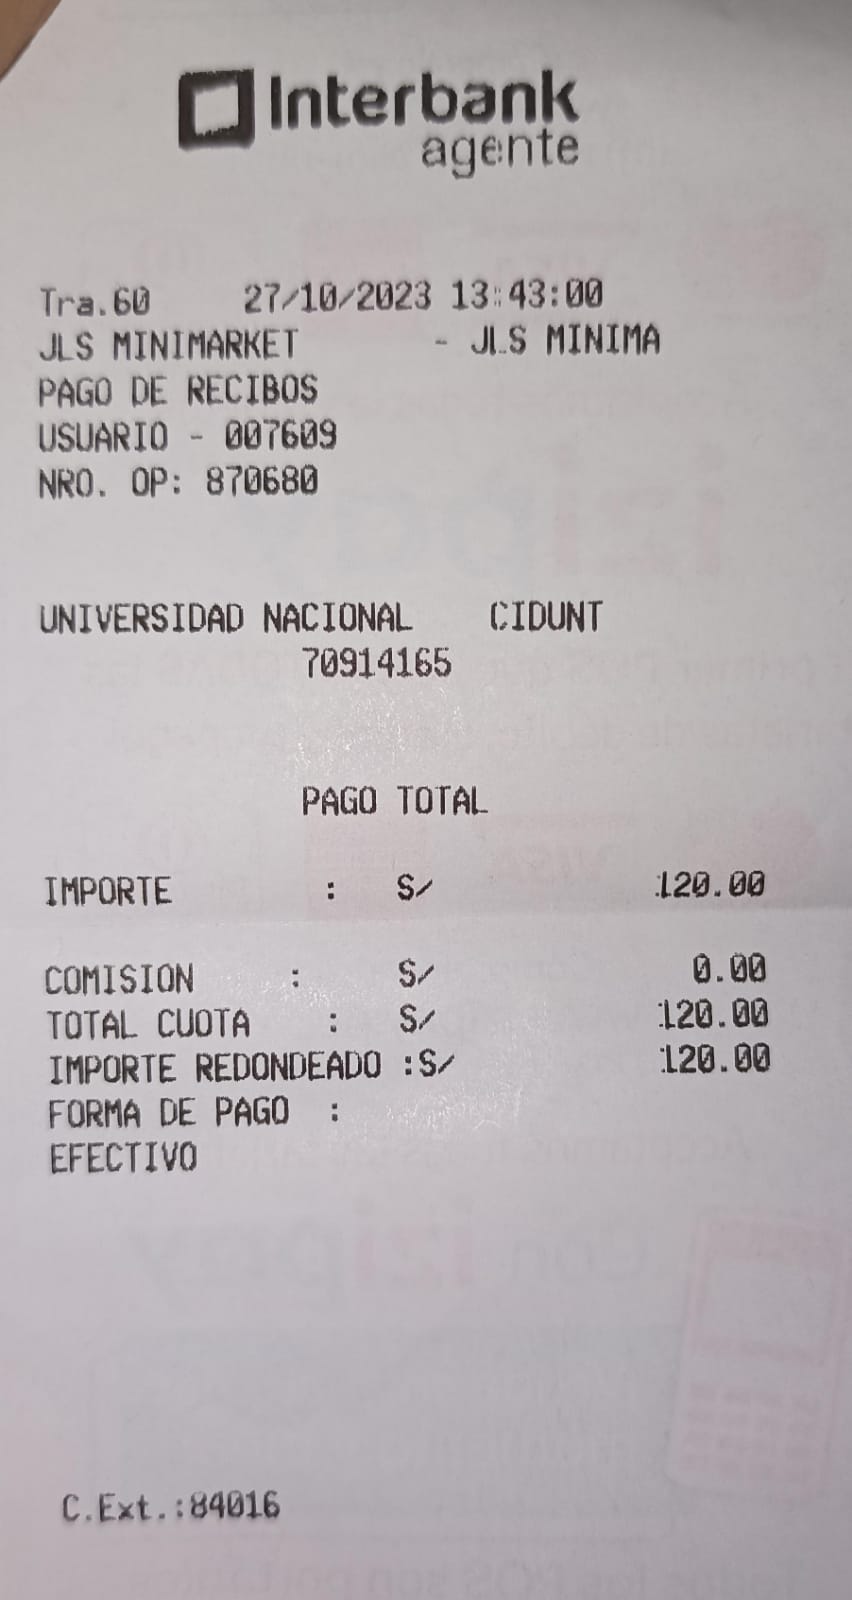 Interbank
agente
Tra.60 27/10/2023 13:43:00
JLS MINIMARKET - JLS MINIMA
PAGO DE RECIBOS
USUARIO - 007609
NRO. OP: 870680
UNIVERSIDAD NACIONAL CIDUNT
70914165
PAGO TOTAL
IMPORTE : S/ 120.00
COMISION : S/ 0.00
TOTAL CUOTA : S/ 120.00
IMPORTE REDONDEADO :S/ 120.00
FORMA DE PAGO :
EFECTIVO
C.Ext.:84016